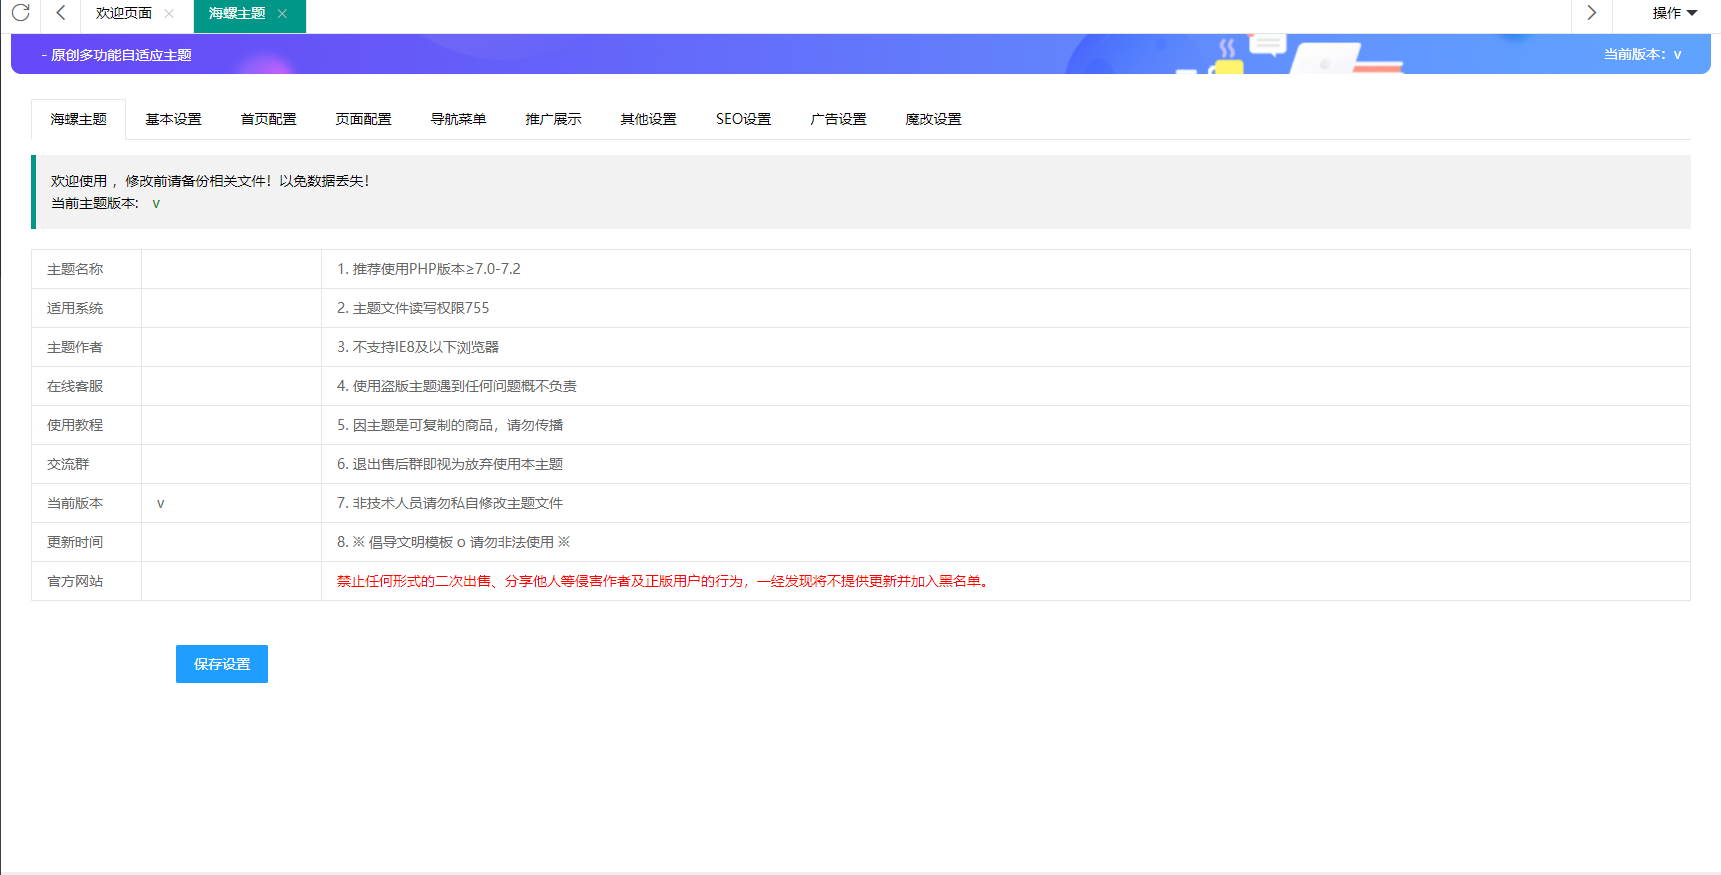 欢迎页面 海螺主题 操作
- 原创多功能自适应主题 当前版本：v
海螺主题 基本设置 首页配置 页面配置 导航菜单 推广展示 其他设置 SEO设置 广告设置 魔改设置
欢迎使用 ，修改前请备份相关文件！以免数据丢失！
当前主题版本： v
主题名称 1. 推荐使用PHP版本≥7.0-7.2
适用系统 2. 主题文件读写权限755
主题作者 3. 不支持IE8及以下浏览器
在线客服 4. 使用盗版主题遇到任何问题概不负责
使用教程 5. 因主题是可复制的商品，请勿传播
交流群 6. 退出售后群即视为放弃使用本主题
当前版本 v 7. 非技术人员请勿私自修改主题文件
更新时间 8. ※ 倡导文明模板 o 请勿非法使用 ※
官方网站 禁止任何形式的二次出售、分享他人等侵害作者及正版用户的行为，一经发现将不提供更新并加入黑名单。
保存设置